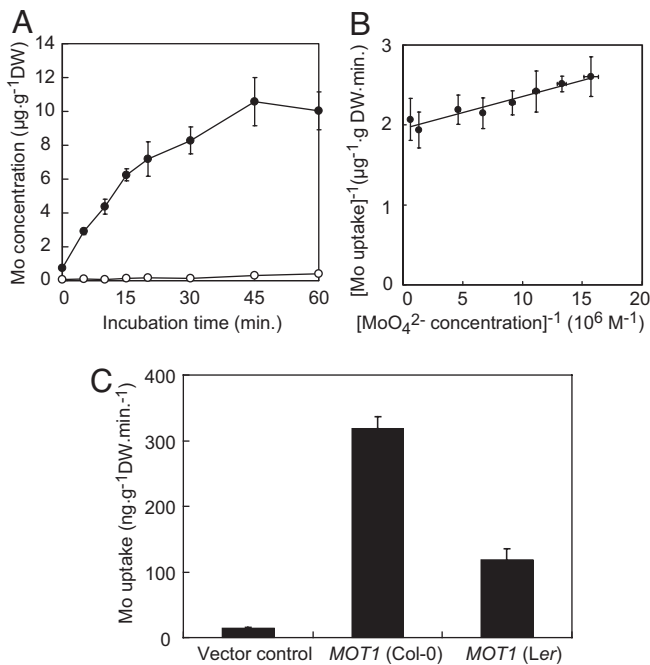 A
Mo concentration (µg·g⁻¹DW)
14
12
10
8
6
4
2
0
0 15 30 45 60
Incubation time (min.)
B
[Mo uptake]⁻¹(µg⁻¹·g DW·min.)
3
2
1
0
0 5 10 15 20
[MoO₄²⁻ concentration]⁻¹ (10⁶ M⁻¹)
C
Mo uptake (ng·g⁻¹DW.min.⁻¹)
400
300
200
100
0
Vector control MOT1 (Col-0) MOT1 (Ler)